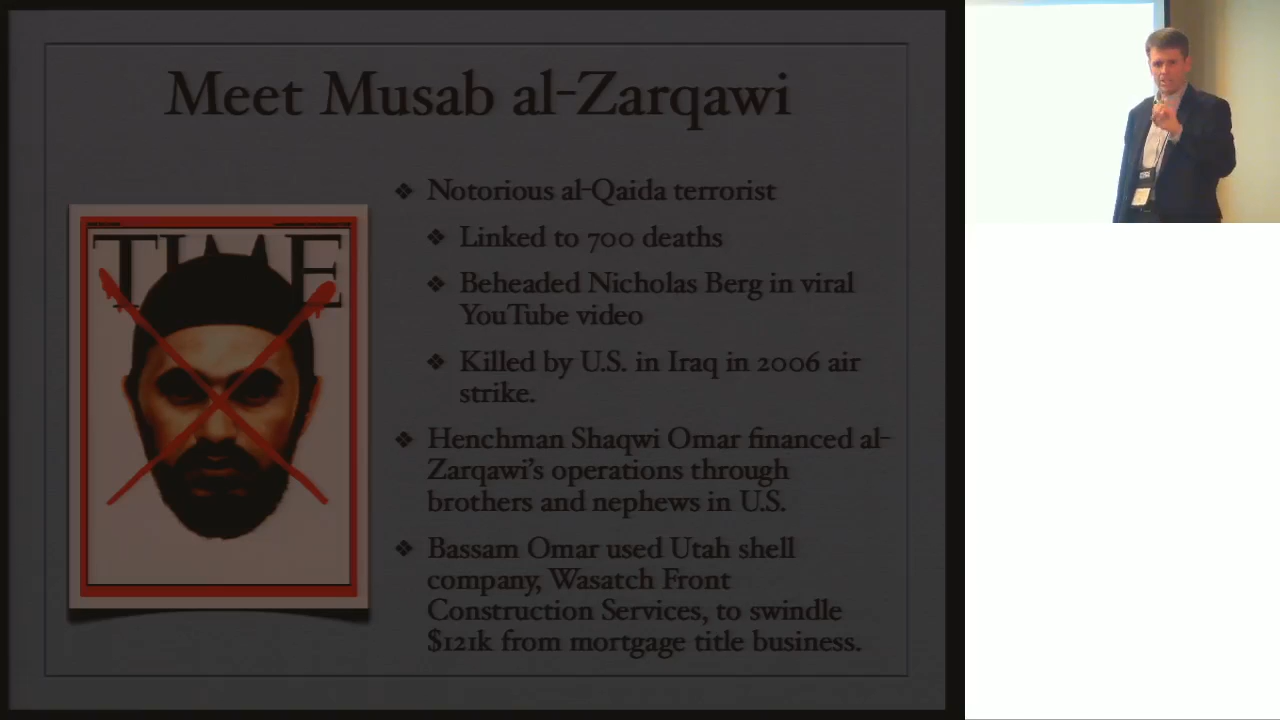 Meet Musab al-Zarqawi
❖ Notorious al-Qaida terrorist
❖ Linked to 700 deaths
❖ Beheaded Nicholas Berg in viral
YouTube video
❖ Killed by U.S. in Iraq in 2006 air
strike.
❖ Henchman Shaqwi Omar financed al-
Zarqawi's operations through
brothers and nephews in U.S.
❖ Bassam Omar used Utah shell
company, Wasatch Front
Construction Services, to swindle
$121k from mortgage title business.
TIME